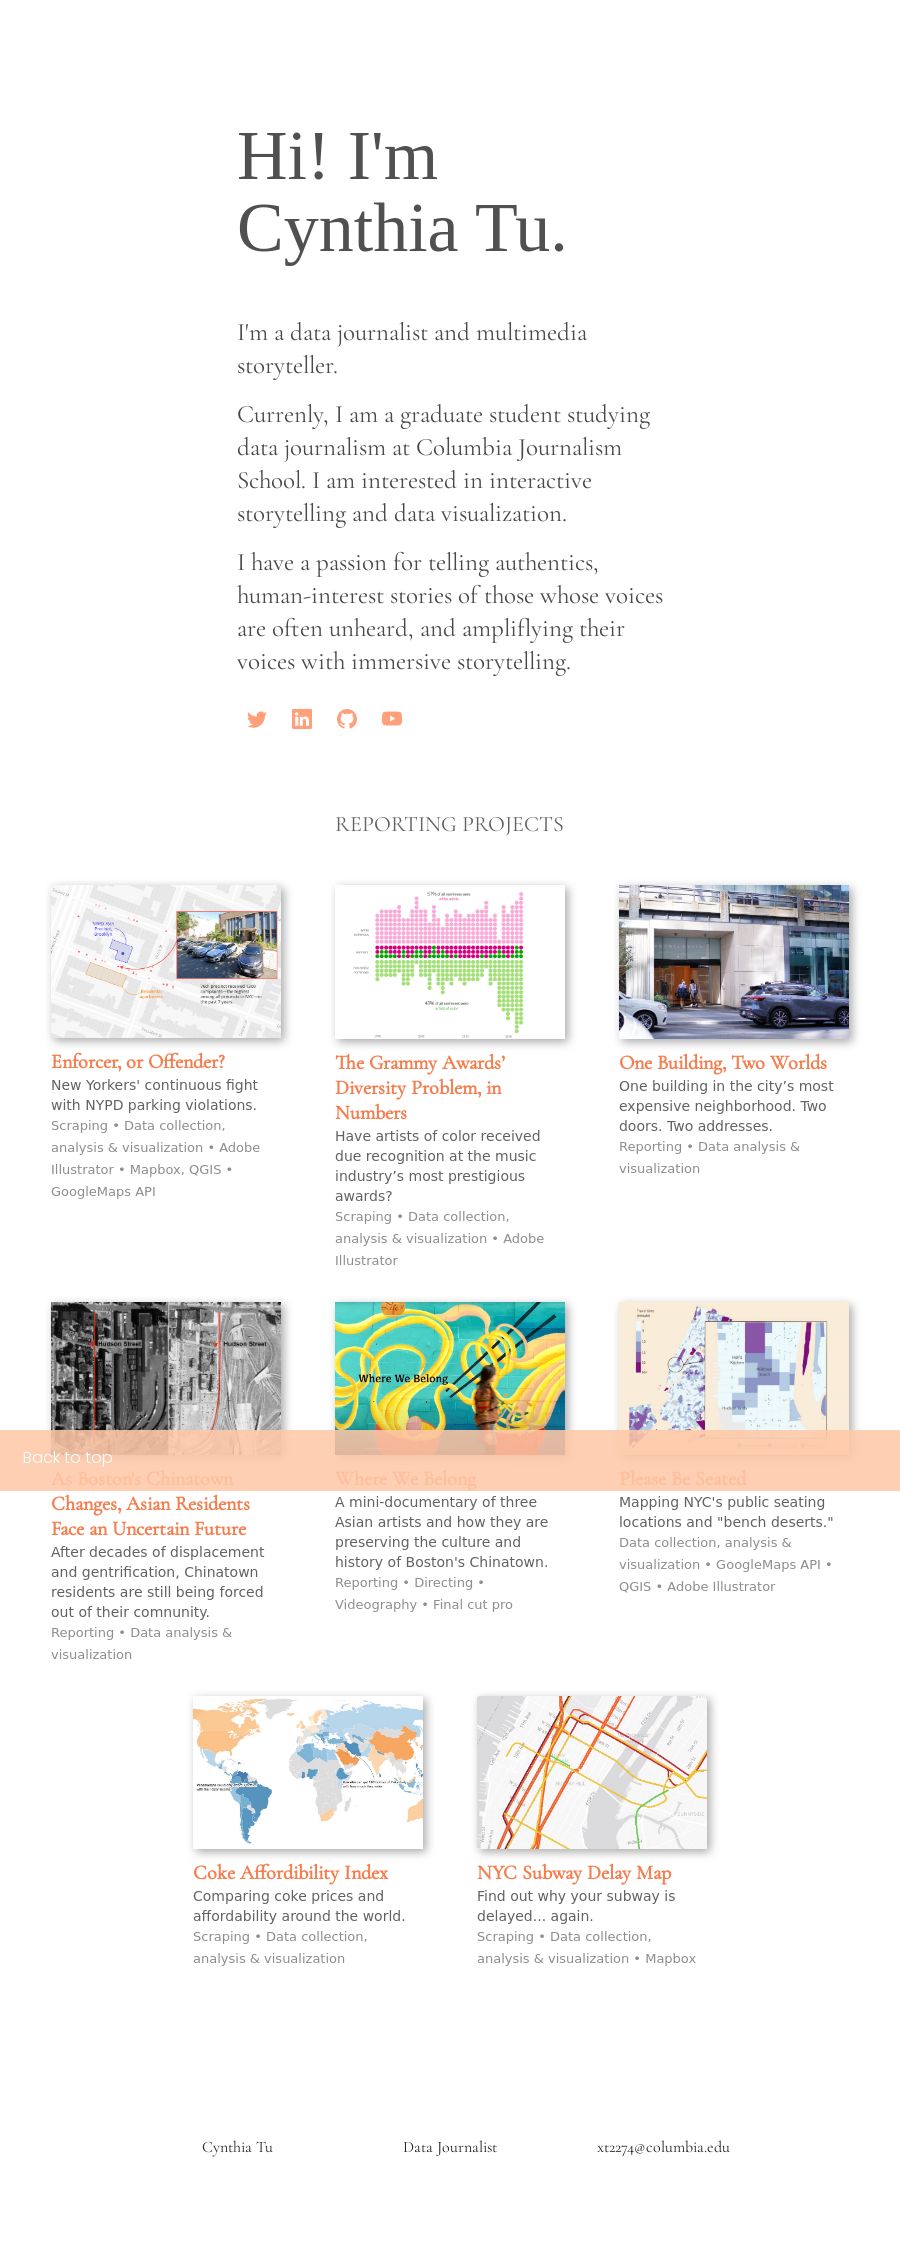 Hi! I'm
Cynthia Tu.
I'm a data journalist and multimedia
storyteller.
Currenly, I am a graduate student studying
data journalism at Columbia Journalism
School. I am interested in interactive
storytelling and data visualization.
I have a passion for telling authentics,
human-interest stories of those whose voices
are often unheard, and ampliflying their
voices with immersive storytelling.
REPORTING PROJECTS
Enforcer, or Offender?
New Yorkers' continuous fight
with NYPD parking violations.
Scraping • Data collection,
analysis & visualization • Adobe
Illustrator • Mapbox, QGIS •
GoogleMaps API
The Grammy Awards’
Diversity Problem, in
Numbers
Have artists of color received
due recognition at the music
industry’s most prestigious
awards?
Scraping • Data collection,
analysis & visualization • Adobe
Illustrator
One Building, Two Worlds
One building in the city’s most
expensive neighborhood. Two
doors. Two addresses.
Reporting • Data analysis &
visualization
Hudson Street
Hudson Street
Where We Belong
Back to top
As Boston's Chinatown
Changes, Asian Residents
Face an Uncertain Future
After decades of displacement
and gentrification, Chinatown
residents are still being forced
out of their comnunity.
Reporting • Data analysis &
visualization
Where We Belong
A mini-documentary of three
Asian artists and how they are
preserving the culture and
history of Boston's Chinatown.
Reporting • Directing •
Videography • Final cut pro
Please Be Seated
Mapping NYC's public seating
locations and "bench deserts."
Data collection, analysis &
visualization • GoogleMaps API •
QGIS • Adobe Illustrator
Coke Affordibility Index
Comparing coke prices and
affordability around the world.
Scraping • Data collection,
analysis & visualization
NYC Subway Delay Map
Find out why your subway is
delayed... again.
Scraping • Data collection,
analysis & visualization • Mapbox
Cynthia Tu
Data Journalist
xt2274@columbia.edu